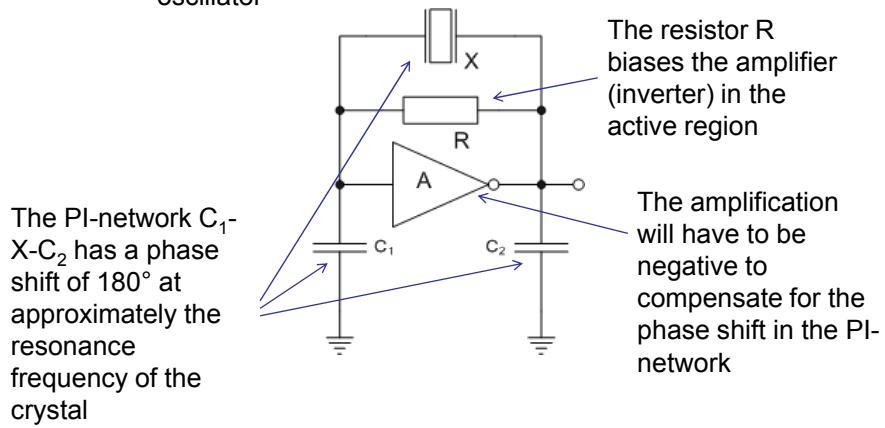 oscillator
The resistor R
biases the amplifier
(inverter) in the
active region
X
R
A
The PI-network C₁-
X-C₂ has a phase
shift of 180° at
approximately the
resonance
frequency of the
crystal
C₁
C₂
The amplification
will have to be
negative to
compensate for the
phase shift in the PI-
network